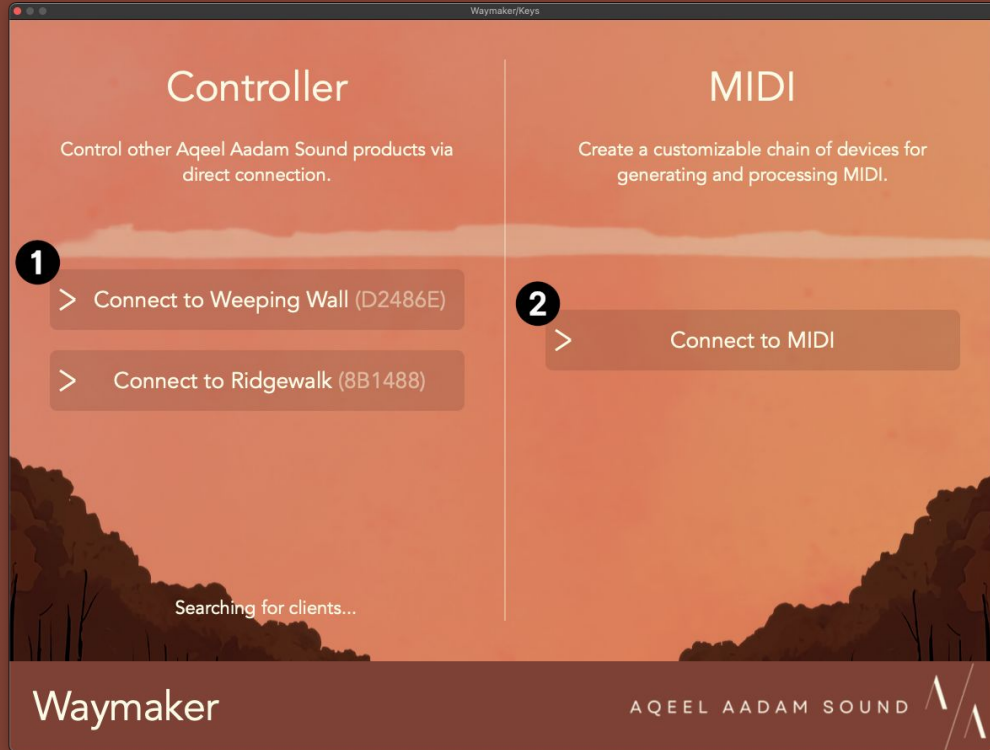 Waymaker/Keys
Controller
Control other Aqeel Aadam Sound products via
direct connection.
1
> Connect to Weeping Wall (D2486E)
> Connect to Ridgewalk (8B1488)
Searching for clients...
MIDI
Create a customizable chain of devices for
generating and processing MIDI.
2
> Connect to MIDI
Waymaker
AQEEL AADAM SOUND